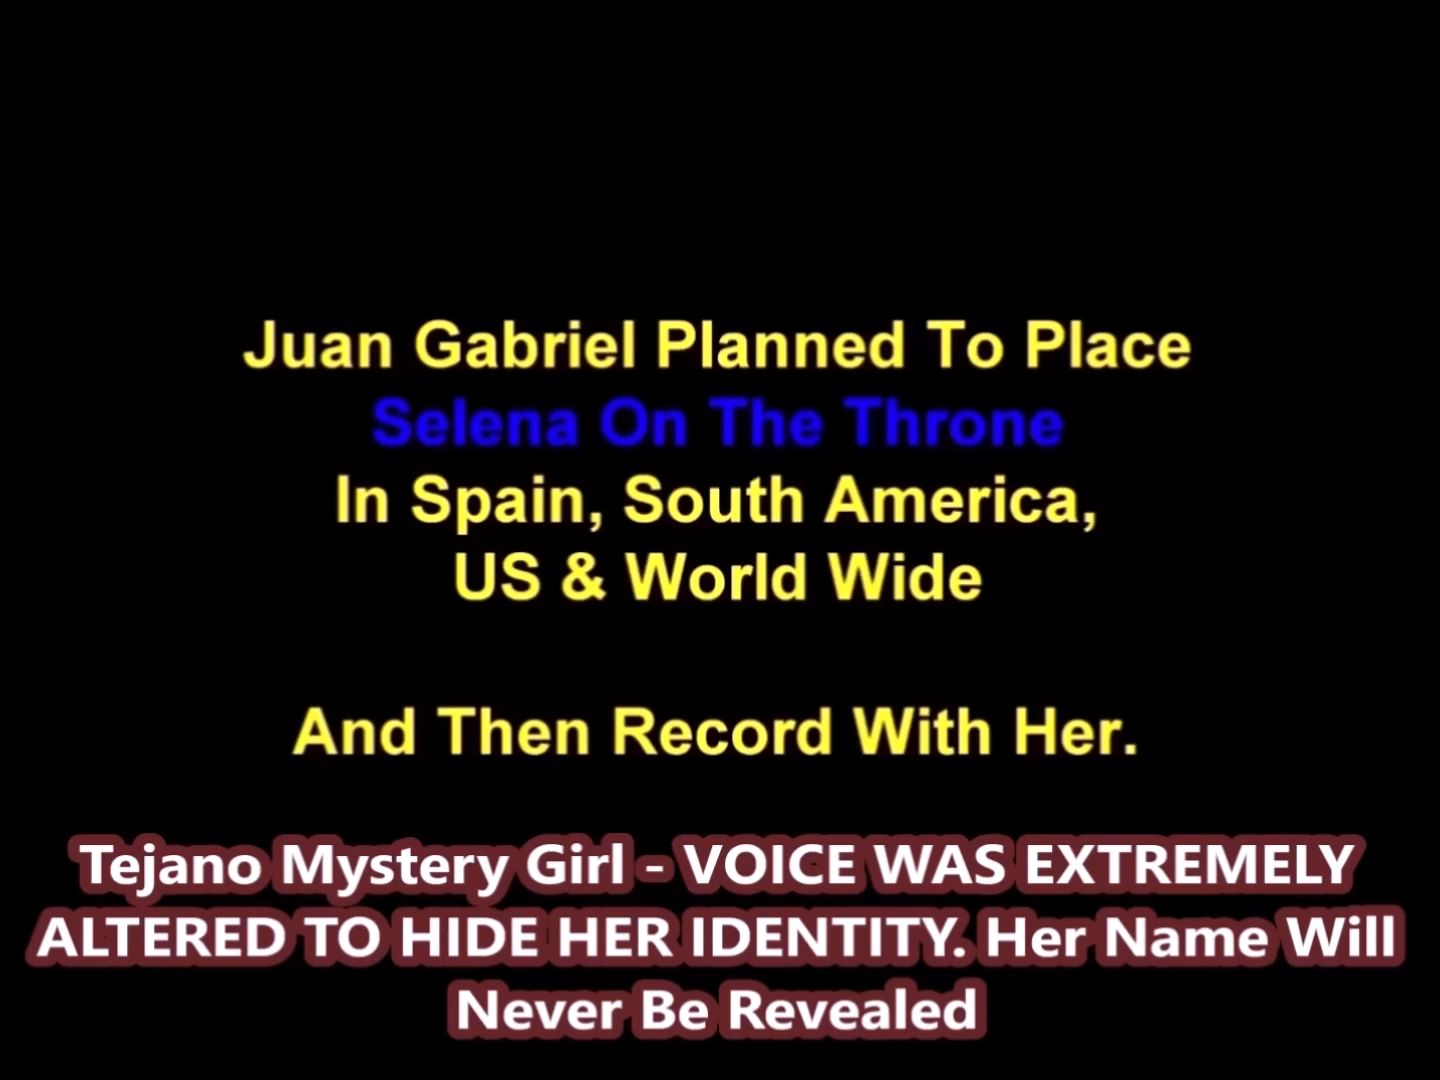 Juan Gabriel Planned To Place
Selena On The Throne
In Spain, South America,
US & World Wide
And Then Record With Her.
Tejano Mystery Girl - VOICE WAS EXTREMELY
ALTERED TO HIDE HER IDENTITY. Her Name Will
Never Be Revealed